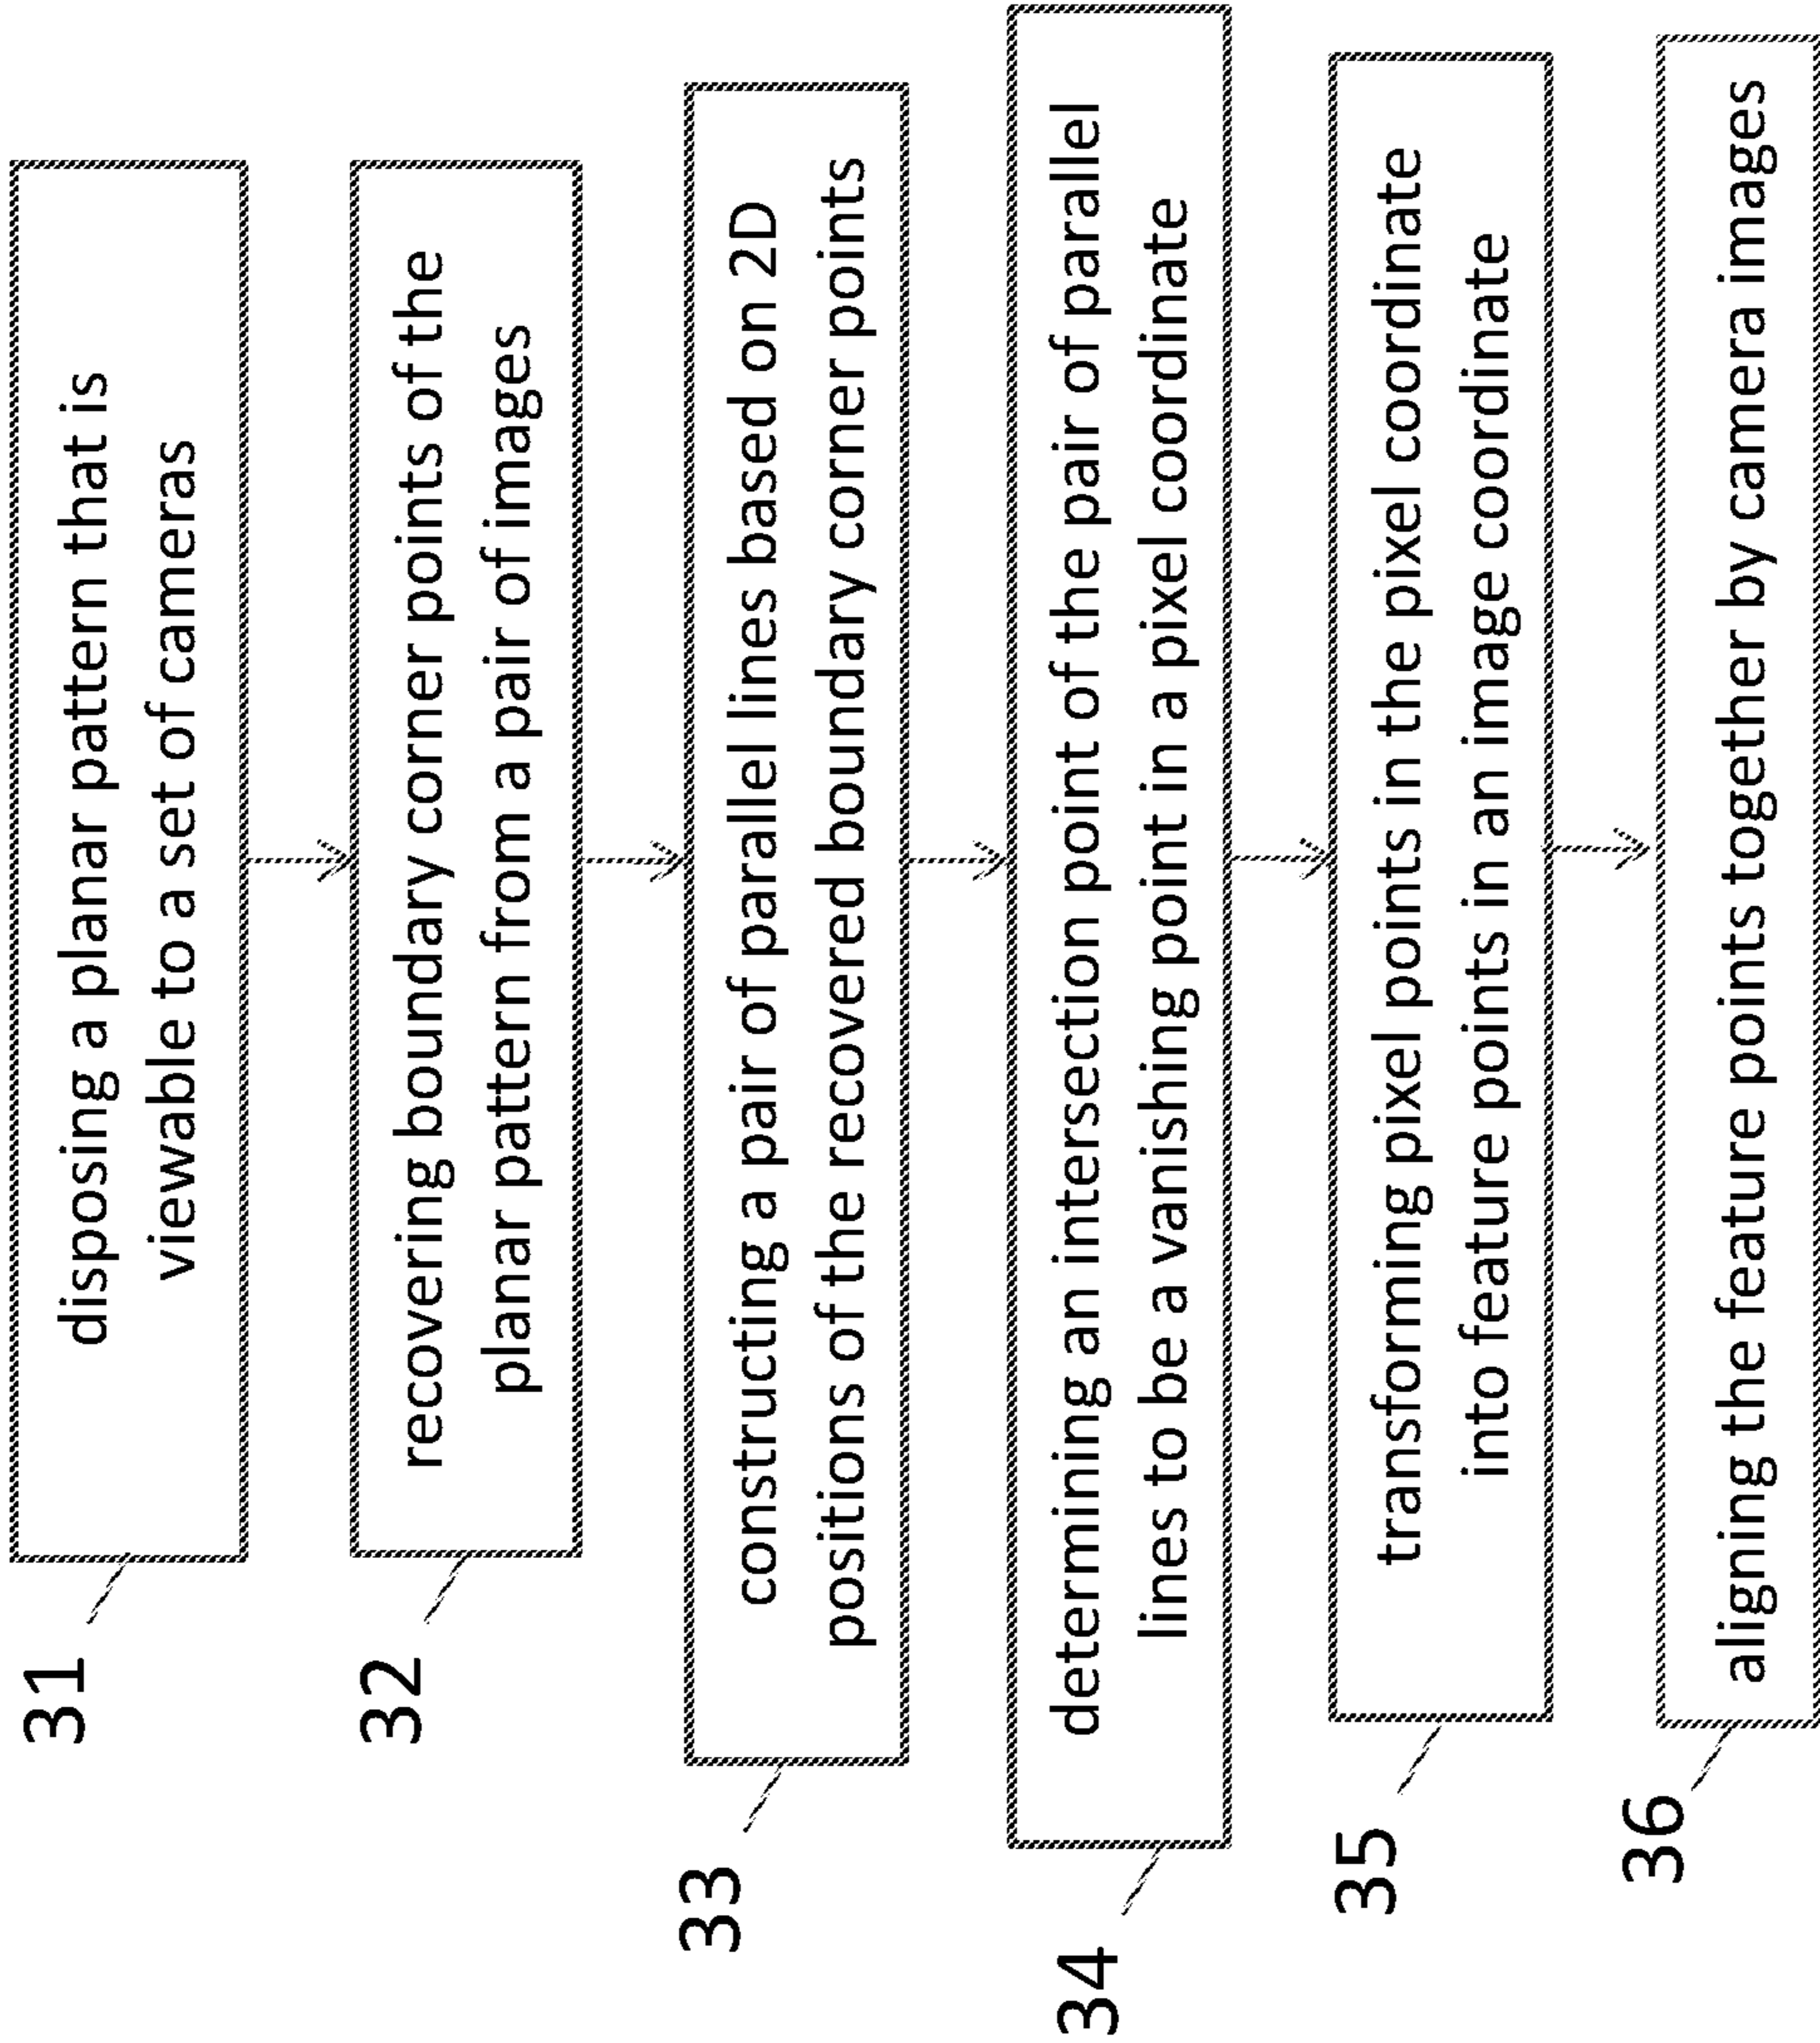 31
disposing a planar pattern that is
viewable to a set of cameras
32
recovering boundary corner points of the
planar pattern from a pair of images
33
constructing a pair of parallel lines based on 2D
positions of the recovered boundary corner points
34
determining an intersection point of the pair of parallel
lines to be a vanishing point in a pixel coordinate
35
transforming pixel points in the pixel coordinate
into feature points in an image coordinate
36
aligning the feature points together by camera images